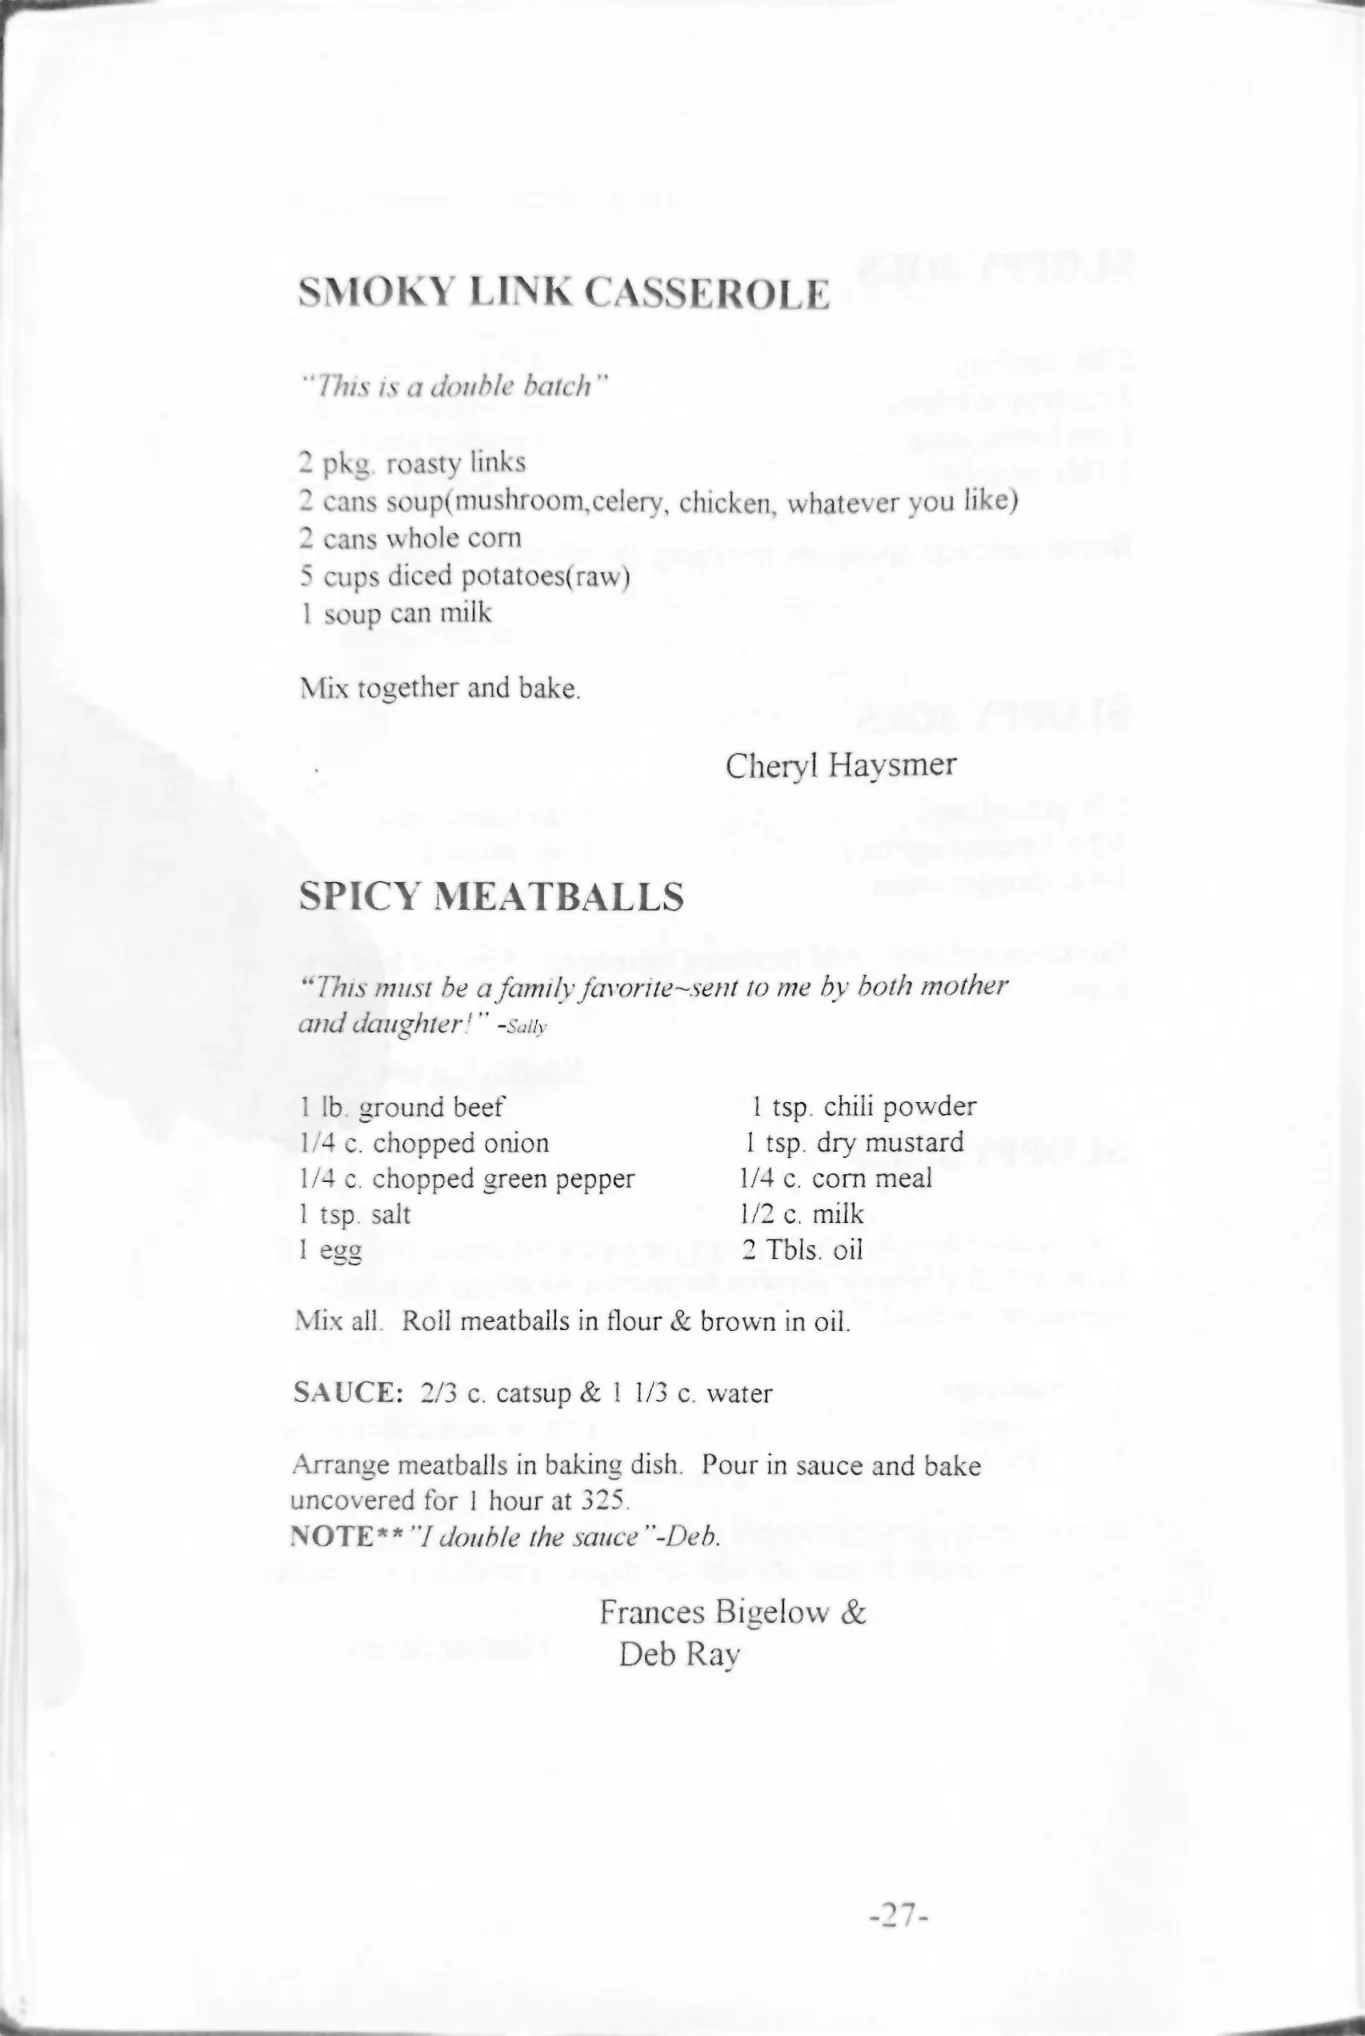 SMOKY LINK CASSEROLE
"This is a double batch"
2 pkg. roasty links
2 cans soup(mushroom,celery, chicken, whatever you like)
2 cans whole corn
5 cups diced potatoes(raw)
1 soup can milk
Mix together and bake.
Cheryl Haysmer
SPICY MEATBALLS
"This must be a family favorite~sent to me by both mother
and daughter!" -Sally
1 lb. ground beef 1 tsp. chili powder
1/4 c. chopped onion 1 tsp. dry mustard
1/4 c. chopped green pepper 1/4 c. corn meal
1 tsp. salt 1/2 c. milk
1 egg 2 Tbls. oil
Mix all. Roll meatballs in flour & brown in oil.
SAUCE: 2/3 c. catsup & 1 1/3 c. water
Arrange meatballs in baking dish. Pour in sauce and bake
uncovered for 1 hour at 325.
NOTE** "I double the sauce"-Deb.
Frances Bigelow &
Deb Ray
-27-